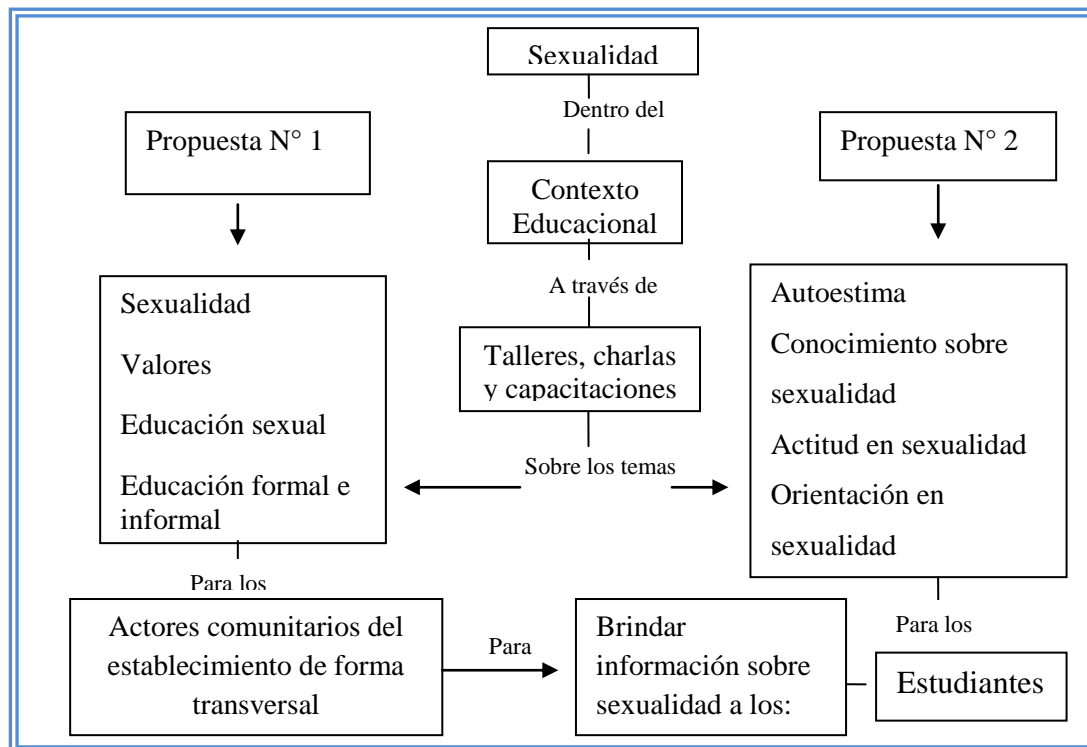 Sexualidad
Dentro del
Propuesta N° 1
Propuesta N° 2
Contexto
Educacional
A través de
Sexualidad
Valores
Educación sexual
Educación formal e
informal
Talleres, charlas
y capacitaciones
Autoestima
Conocimiento sobre
sexualidad
Actitud en sexualidad
Orientación en
sexualidad
Sobre los temas
Para los
Para los
Actores comunitarios del
establecimiento de forma
transversal
Para
Brindar
información sobre
sexualidad a los:
Estudiantes